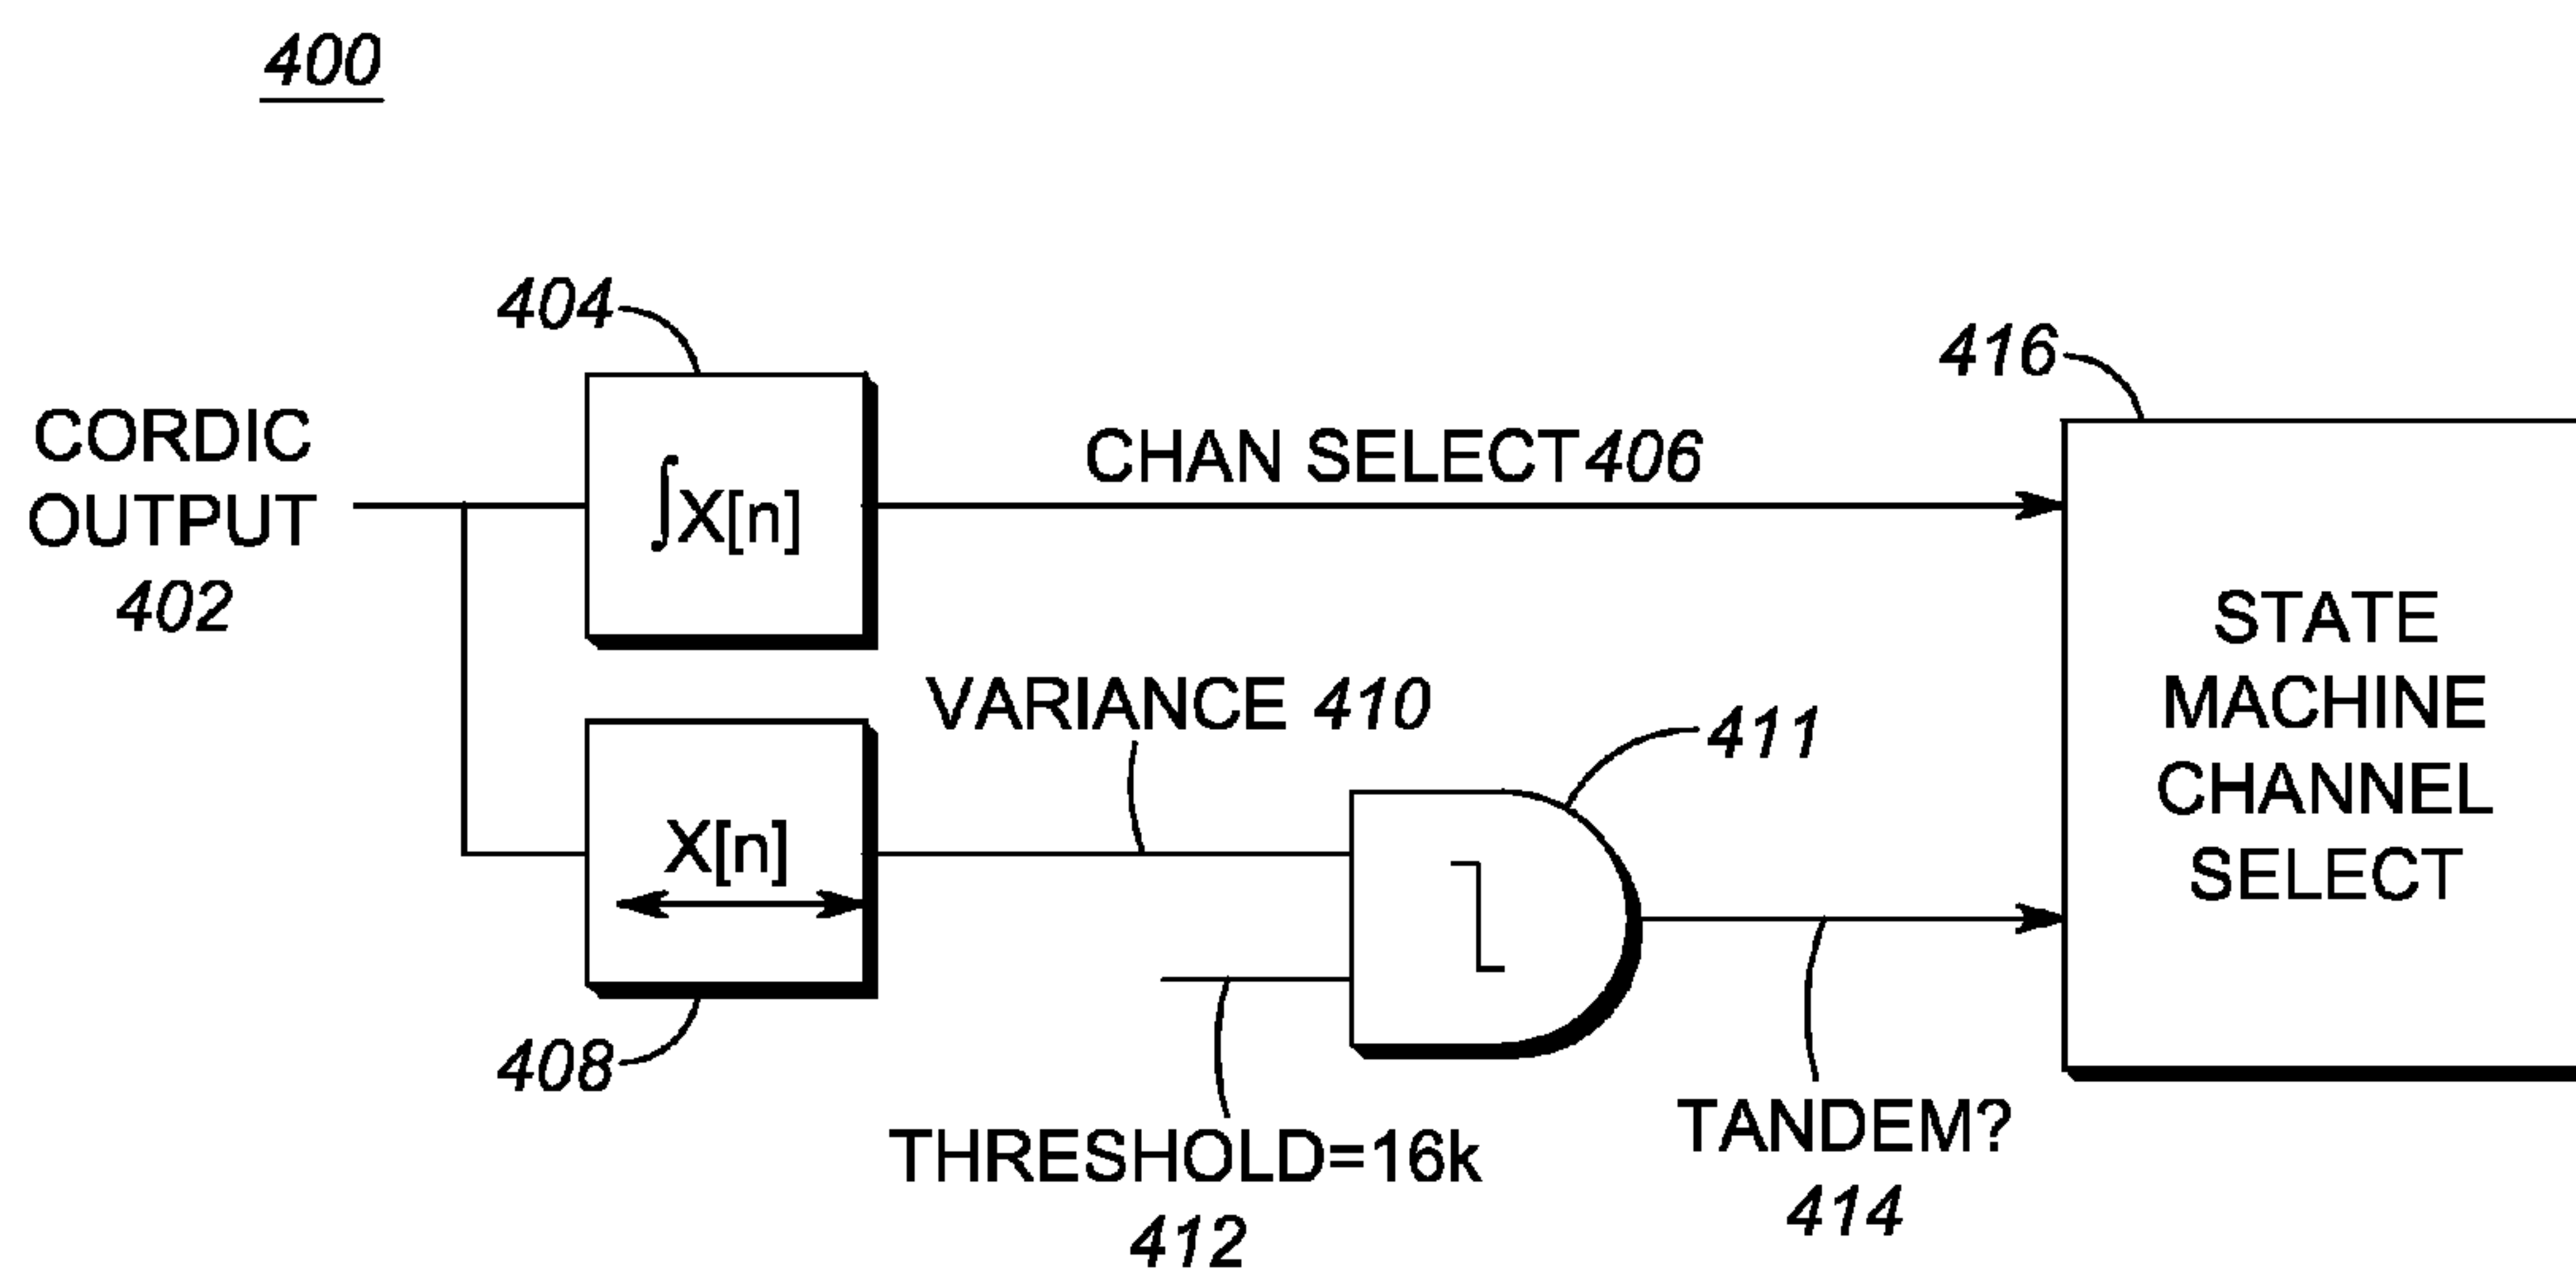 400
404
416
CORDIC
OUTPUT
402
∫X[n]
CHAN SELECT 406
STATE
MACHINE
CHANNEL
SELECT
VARIANCE 410
411
X[n]
408
THRESHOLD=16k
412
TANDEM?
414